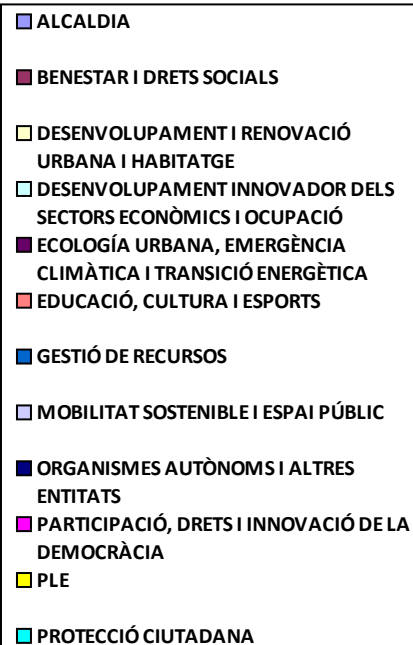 ALCALDIA
BENESTAR I DRETS SOCIALS
DESENVOLUPAMENT I RENOVACIÓ
URBANA I HABITATGE
DESENVOLUPAMENT INNOVADOR DELS
SECTORS ECONÒMICS I OCUPACIÓ
ECOLOGÍA URBANA, EMERGÈNCIA
CLIMÀTICA I TRANSICIÓ ENERGÈTICA
EDUCACIÓ, CULTURA I ESPORTS
GESTIÓ DE RECURSOS
MOBILITAT SOSTENIBLE I ESPAI PÚBLIC
ORGANISMES AUTÒNOMS I ALTRES
ENTITATS
PARTICIPACIÓ, DRETS I INNOVACIÓ DE LA
DEMOCRÀCIA
PLE
PROTECCIÓ CIUTADANA